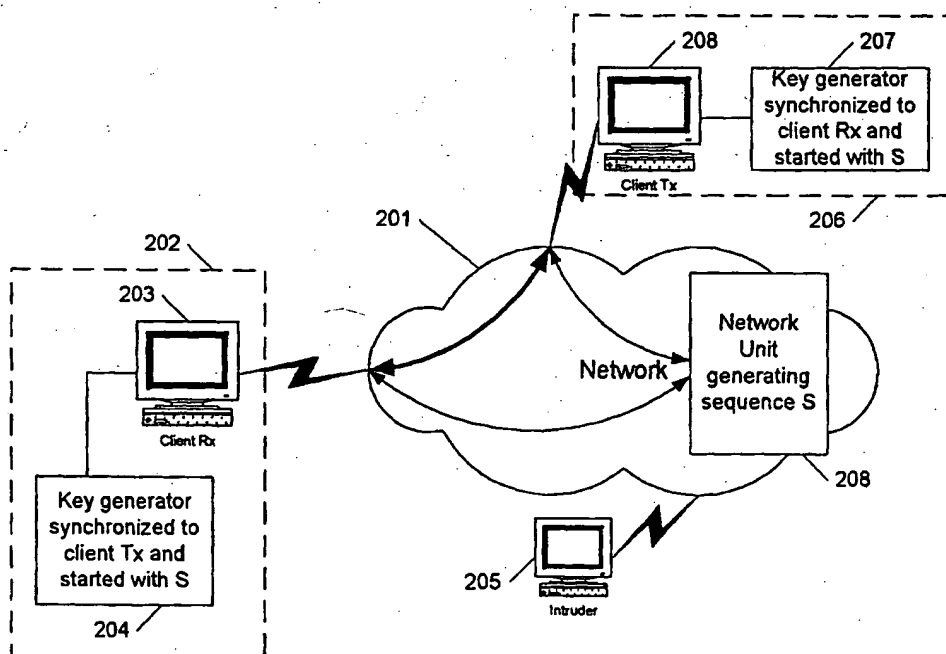 208
207
Key generator
synchronized to
client Rx and
started with S
Client Tx
206
201
202
203
Client Rx
Network
Network
Unit
generating
sequence S
208
Key generator
synchronized to
client Tx and
started with S
204
205
Intruder